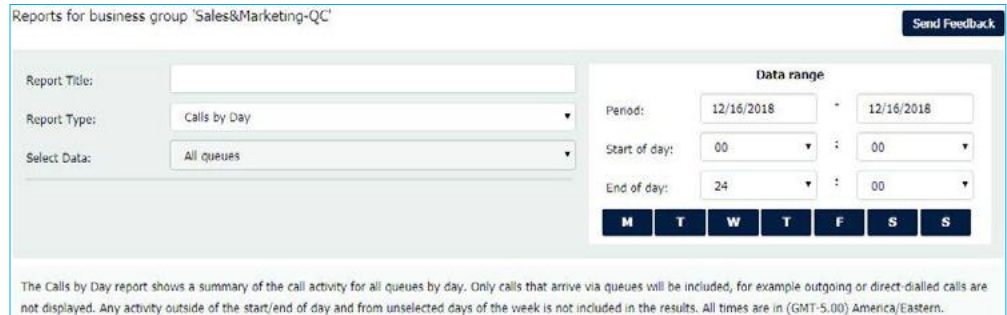 Reports for business group 'Sales&Marketing-QC'
Send Feedback
Report Title:
Report Type: Calls by Day
Select Data: All queues
Data range
Period: 12/16/2018 - 12/16/2018
Start of day: 00 : 00
End of day: 24 : 00
M T W T F S S
The Calls by Day report shows a summary of the call activity for all queues by day. Only calls that arrive via queues will be included, for example outgoing or direct-dialled calls are
not displayed. Any activity outside of the start/end of day and from unselected days of the week is not included in the results. All times are in (GMT-5.00) America/Eastern.